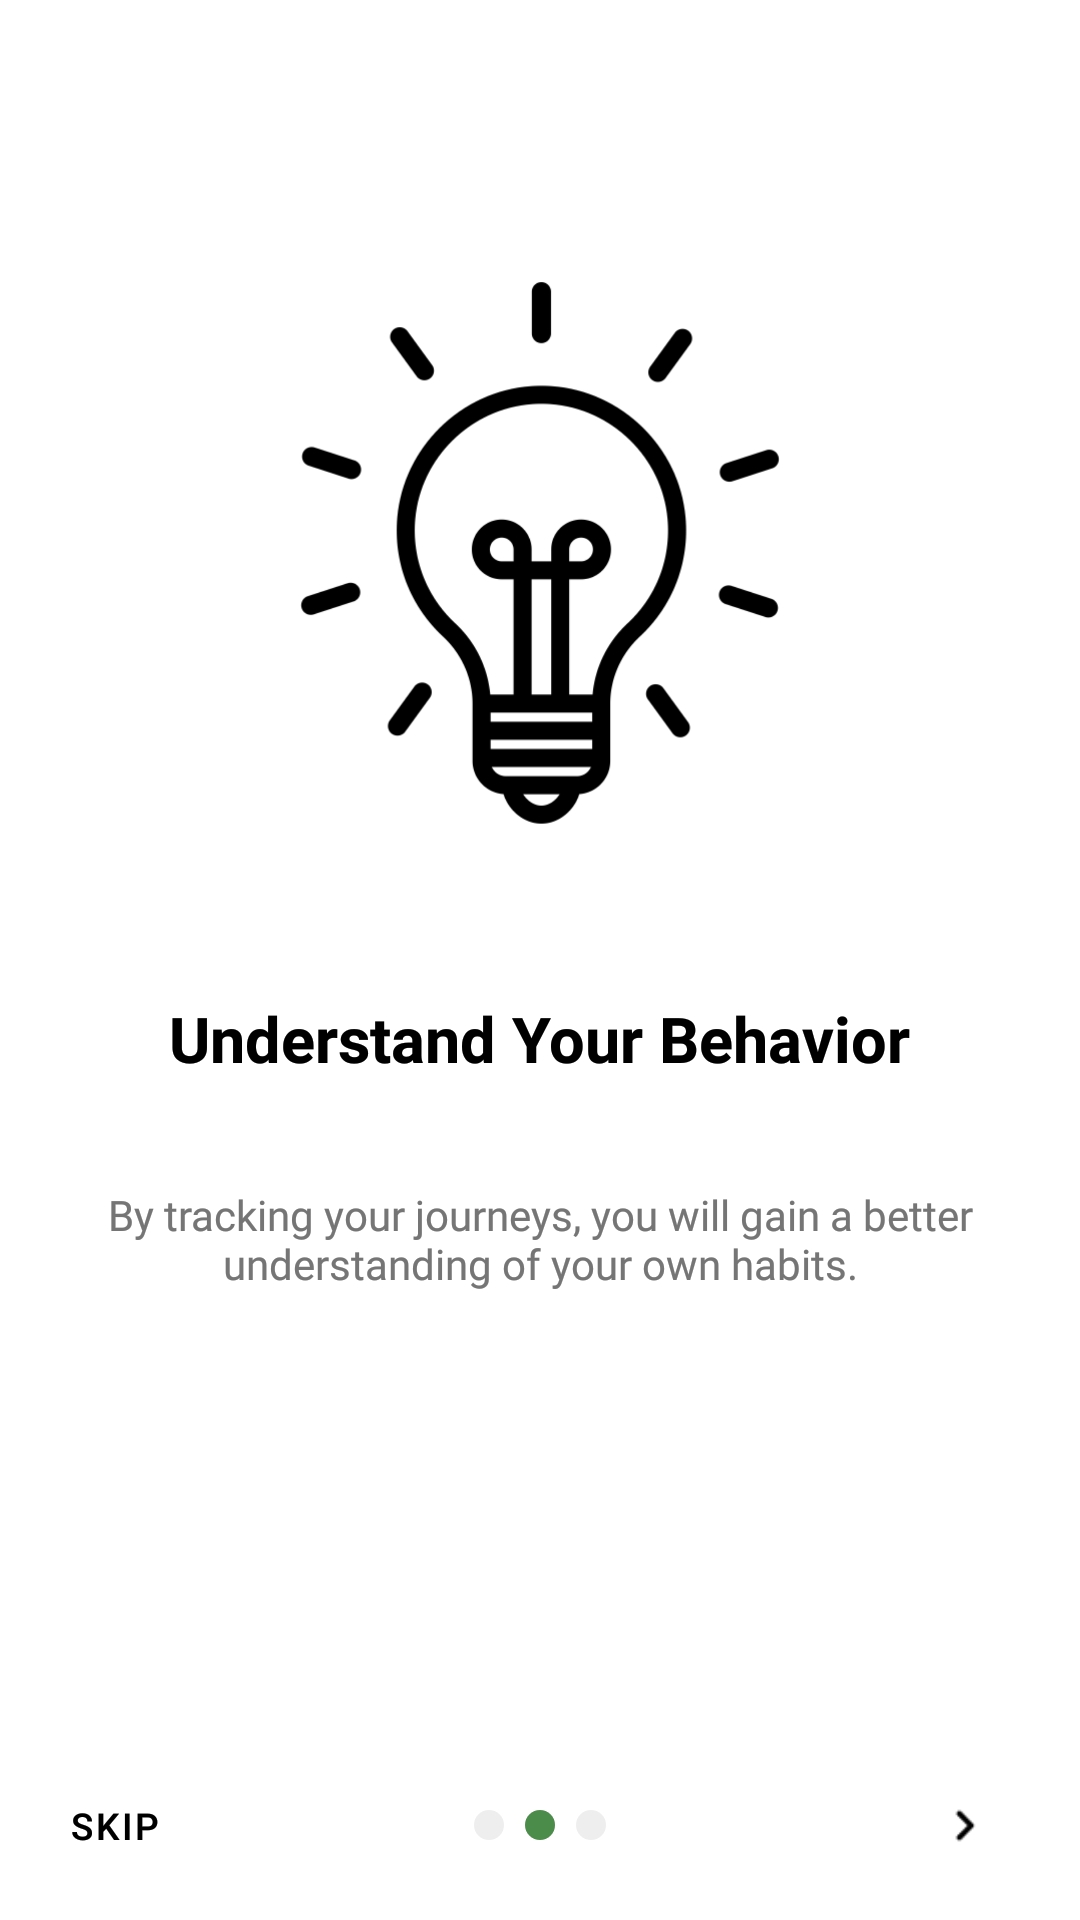 Understand Your Behavior
By tracking your journeys, you will gain a better
understanding of your own habits.
SKIP